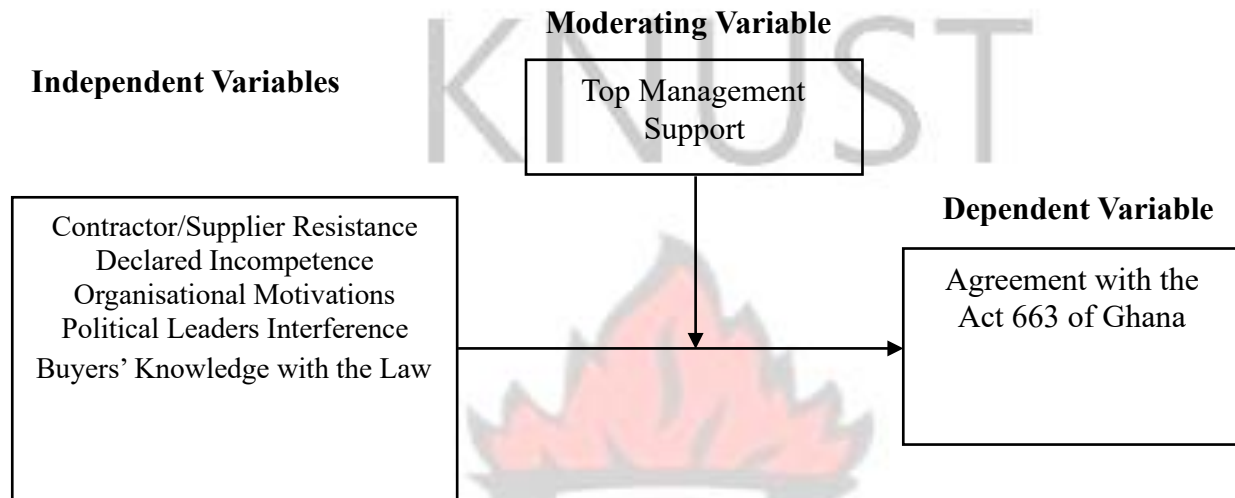 KNUST
Moderating Variable
Independent Variables
Top Management
Support
Dependent Variable
Contractor/Supplier Resistance
Declared Incompetence
Organisational Motivations
Political Leaders Interference
Buyers’ Knowledge with the Law
Agreement with the
Act 663 of Ghana